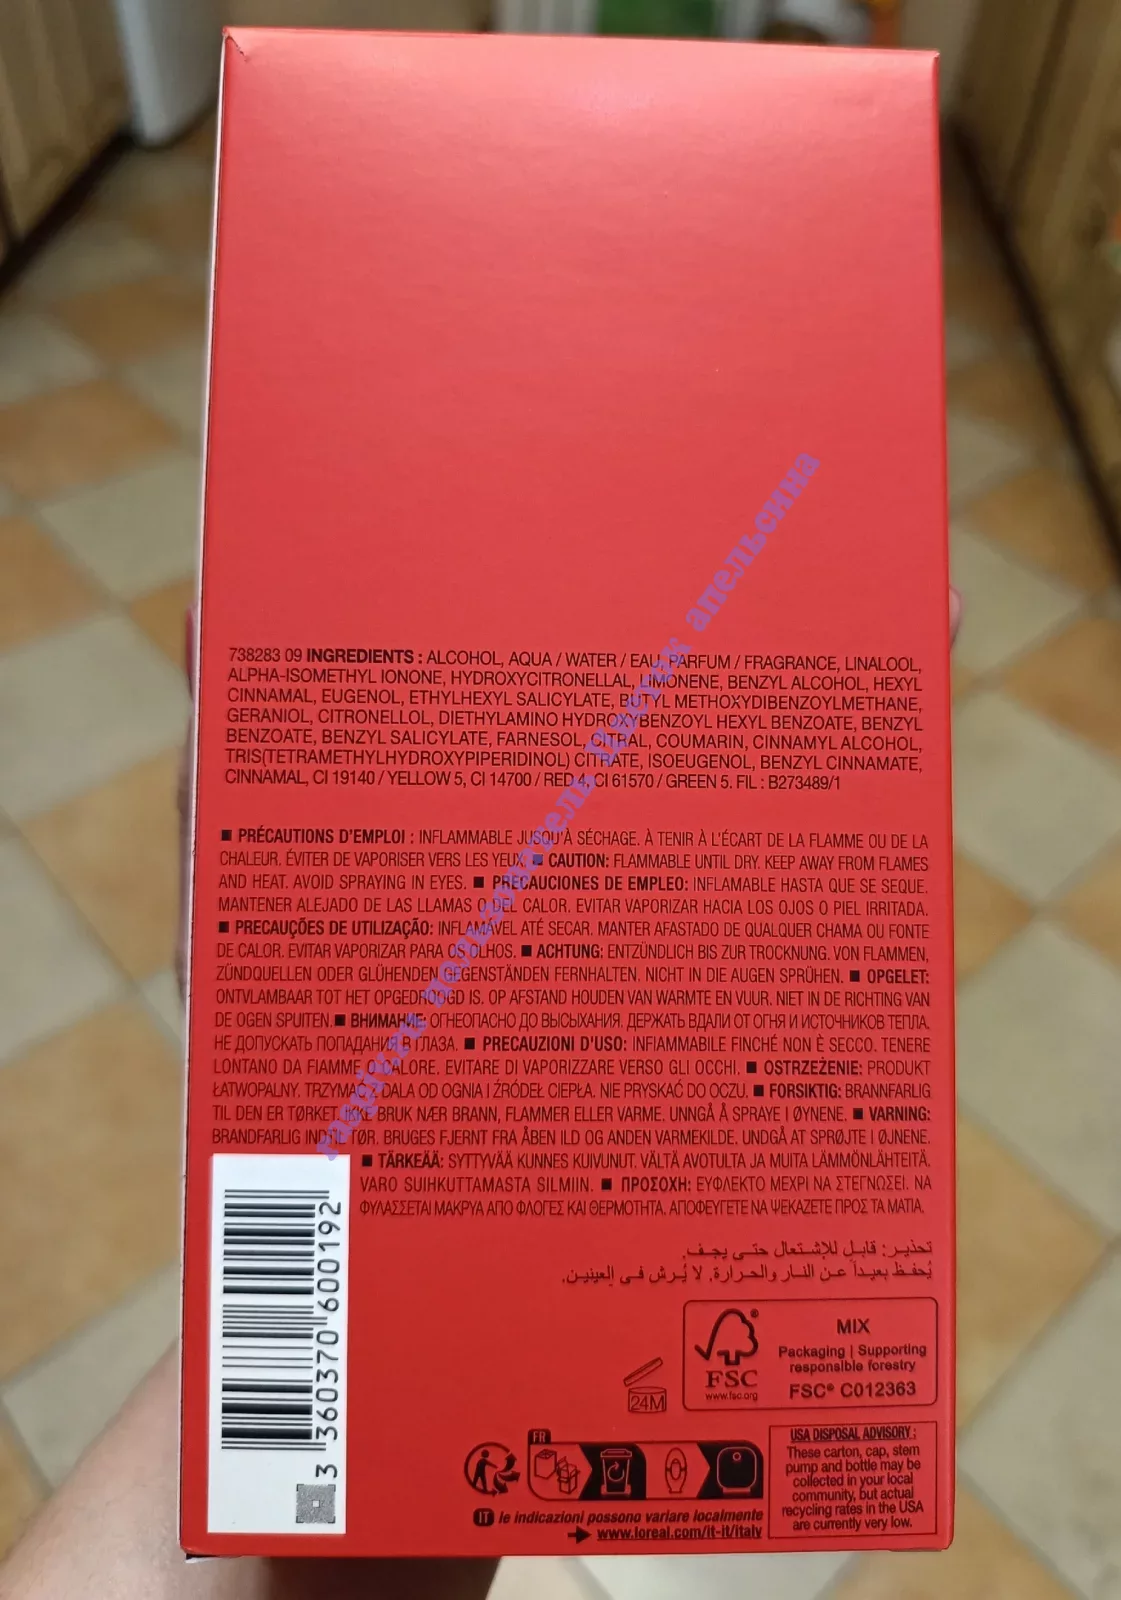 738283 09 INGREDIENTS : ALCOHOL, AQUA / WATER / EAU, PARFUM / FRAGRANCE, LINALOOL,
ALPHA-ISOMETHYL IONONE, HYDROXYCITRONELLAL, LIMONENE, BENZYL ALCOHOL, HEXYL
CINNAMAL, EUGENOL, ETHYLHEXYL SALICYLATE, BUTYL METHOXYDIBENZOYLMETHANE,
GERANIOL, CITRONELLOL, DIETHYLAMINO HYDROXYBENZOYL HEXYL BENZOATE, BENZYL
BENZOATE, BENZYL SALICYLATE, FARNESOL, CITRAL, COUMARIN, CINNAMYL ALCOHOL,
TRIS(TETRAMETHYLHYDROXYPIPERIDINOL) CITRATE, ISOEUGENOL, BENZYL CINNAMATE,
CINNAMAL, CI 19140 / YELLOW 5, CI 14700 / RED 4, CI 61570 / GREEN 5. FIL : B273489/1
■ PRÉCAUTIONS D'EMPLOI : INFLAMMABLE JUSQU'À SÉCHAGE. À TENIR À L'ÉCART DE LA FLAMME OU DE LA
CHALEUR. ÉVITER DE VAPORISER VERS LES YEUX. ■ CAUTION: FLAMMABLE UNTIL DRY. KEEP AWAY FROM FLAMES
AND HEAT. AVOID SPRAYING IN EYES. ■ PRECAUCIONES DE EMPLEO: INFLAMABLE HASTA QUE SE SEQUE.
MANTENER ALEJADO DE LAS LLAMAS O DEL CALOR. EVITAR VAPORIZAR HACIA LOS OJOS O PIEL IRRITADA.
■ PRECAUÇÕES DE UTILIZAÇÃO: INFLAMÁVEL ATÉ SECAR. MANTER AFASTADO DE QUALQUER CHAMA OU FONTE
DE CALOR. EVITAR VAPORIZAR PARA OS OLHOS. ■ ACHTUNG: ENTZÜNDLICH BIS ZUR TROCKNUNG. VON FLAMMEN,
ZÜNDQUELLEN ODER GLÜHENDEN GEGENSTÄNDEN FERNHALTEN. NICHT IN DIE AUGEN SPRÜHEN. ■ OPGELET:
ONTVLAMBAAR TOT HET OPGEDROOGD IS. OP AFSTAND HOUDEN VAN WARMTE EN VUUR. NIET IN DE RICHTING VAN
DE OGEN SPUITEN. ■ ВНИМАНИЕ: ОГНЕОПАСНО ДО ВЫСЫХАНИЯ. ДЕРЖАТЬ ВДАЛИ ОТ ОГНЯ И ИСТОЧНИКОВ ТЕПЛА.
НЕ ДОПУСКАТЬ ПОПАДАНИЯ В ГЛАЗА. ■ PRECAUZIONI D'USO: INFIAMMABILE FINCHÉ NON È SECCO. TENERE
LONTANO DA FIAMME O CALORE. EVITARE DI VAPORIZZARE VERSO GLI OCCHI. ■ OSTRZEŻENIE: PRODUKT
ŁATWOPALNY. TRZYMAĆ Z DALA OD OGNIA I ŹRÓDEŁ CIEPŁA. NIE PRYSKAĆ DO OCZU. ■ FORSIKTIG: BRANNFARLIG
TIL DEN ER TØRKET. IKKE BRUK NÆR BRANN, FLAMMER ELLER VARME. UNNGÅ Å SPRAYE I ØYNENE. ■ VARNING:
BRANDFARLIG INDTIL TØR. BRUGES FJERNT FRA ÅBEN ILD OG ANDEN VARMEKILDE. UNDGÅ AT SPRØJTE I ØJNENE.
■ TÄRKEÄÄ: SYTTYVÄÄ KUNNES KUIVUNUT. VÄLTÄ AVOTULTA JA MUITA LÄMMÖNLÄHTEITÄ.
VARO SUIHKUTTAMASTA SILMIIN. ■ ΠΡΟΣΟΧΗ: ΕΥΦΛΕΚΤΟ ΜΕΧΡΙ ΝΑ ΣΤΕΓΝΩΣΕΙ. ΝΑ
ΦΥΛΑΣΣΕΤΑΙ ΜΑΚΡΥΑ ΑΠΟ ΦΛΟΓΕΣ ΚΑΙ ΘΕΡΜΟΤΗΤΑ. ΑΠΟΦΕΥΓΕΤΕ ΝΑ ΨΕΚΑΖΕΤΕ ΠΡΟΣ ΤΑ ΜΑΤΙΑ.
تحذير: قابل للإشتعال حتى يجف.
يُحفظ بعيداً عن النار والحرارة. لا يُرش في العينين.
3 360370 600192
24M
FSC
www.fsc.org
MIX
Packaging | Supporting
responsible forestry
FSC® C012363
FR
IT le indicazioni possono variare localmente
www.loreal.com/it-it/italy
USA DISPOSAL ADVISORY :
These carton, cap, stem
pump and bottle may be
collected in your local
community, but actual
recycling rates in the USA
are currently very low.
пользователь Цветок апельсина